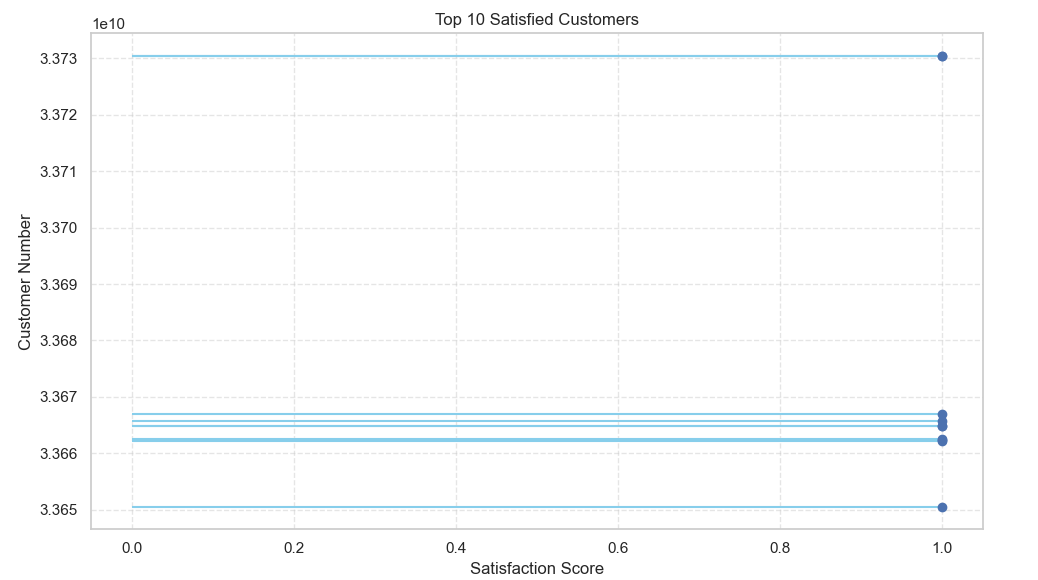 Top 10 Satisfied Customers
1e10
3.373
3.372
3.371
3.370
3.369
3.368
3.367
3.366
3.365
Customer Number
0.0 0.2 0.4 0.6 0.8 1.0
Satisfaction Score